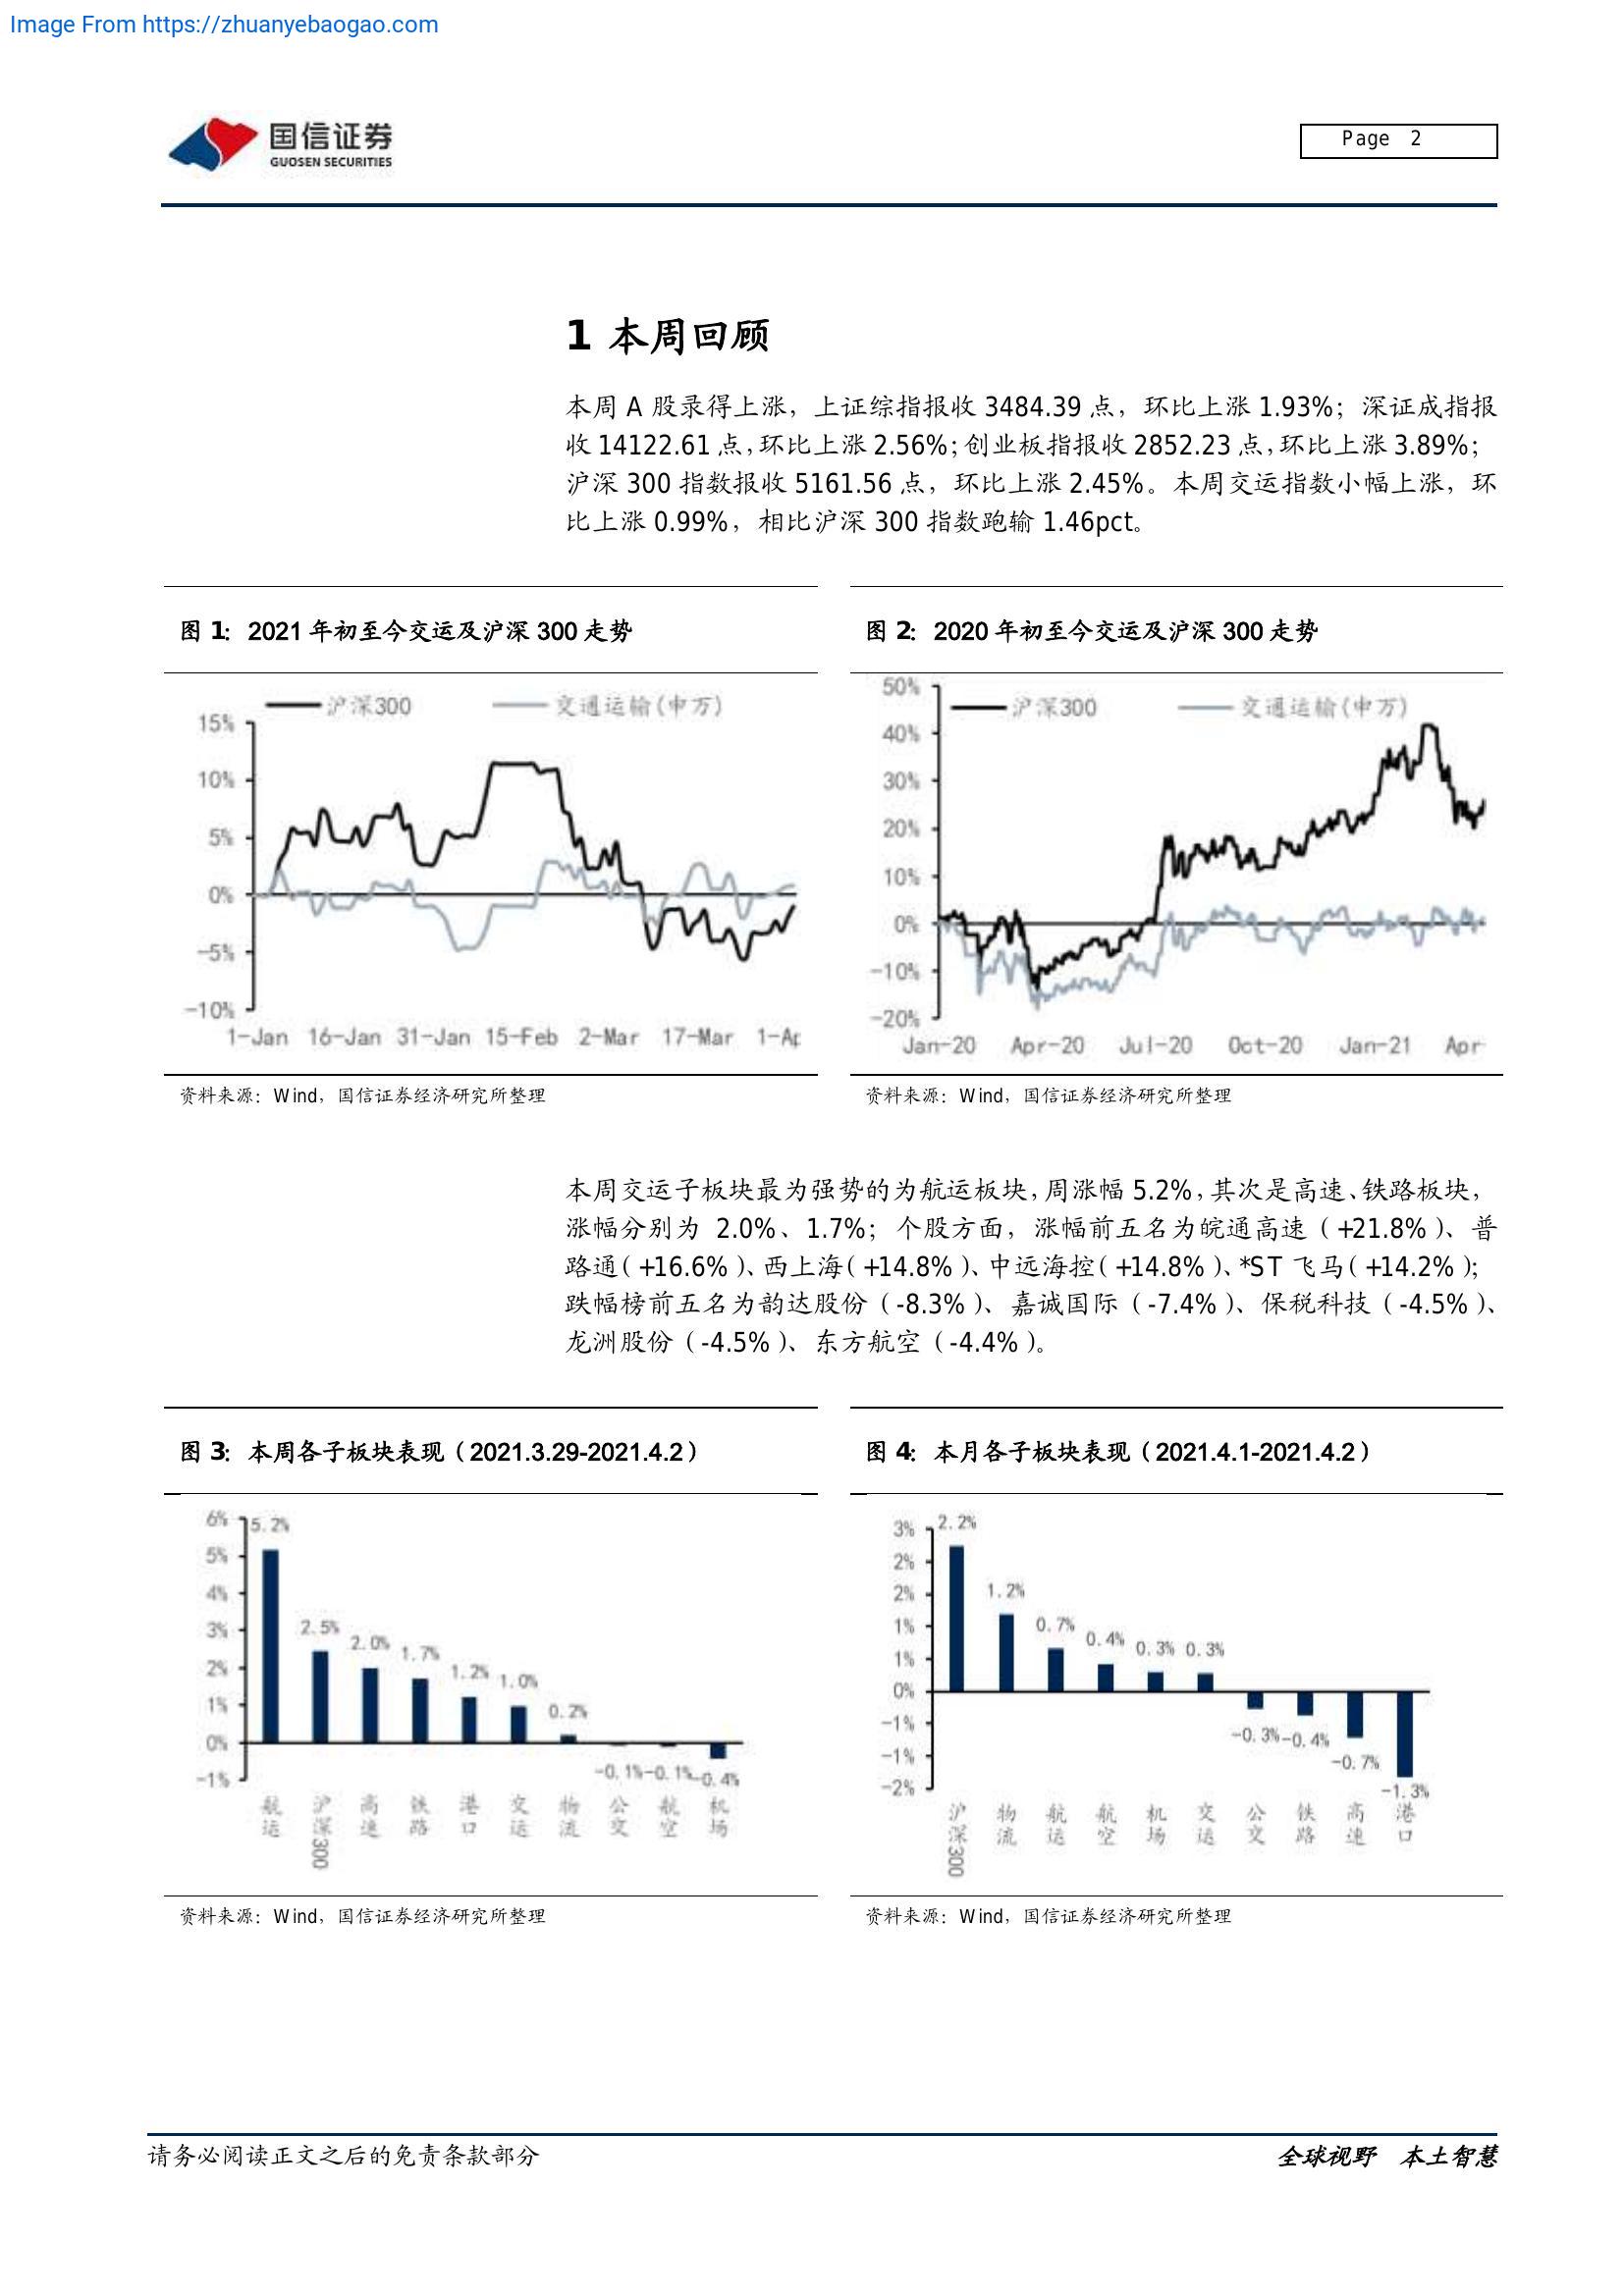 Image From https://zhuanyebaogao.com
国信证券
GUOSEN SECURITIES
Page 2
1 本周回顾
本周 A 股录得上涨，上证综指报收 3484.39 点，环比上涨 1.93%；深证成指报
收 14122.61 点，环比上涨 2.56%；创业板指报收 2852.23 点，环比上涨 3.89%；
沪深 300 指数报收 5161.56 点，环比上涨 2.45%。本周交运指数小幅上涨，环
比上涨 0.99%，相比沪深 300 指数跑输 1.46pct。
图 1：2021 年初至今交运及沪深 300 走势
沪深300 交通运输(申万)
15%
10%
5%
0%
-5%
-10%
1-Jan 16-Jan 31-Jan 15-Feb 2-Mar 17-Mar 1-Ap
资料来源：Wind，国信证券经济研究所整理
图 2：2020 年初至今交运及沪深 300 走势
50%
沪深300 交通运输(申万)
40%
30%
20%
10%
0%
-10%
-20%
Jan-20 Apr-20 Jul-20 Oct-20 Jan-21 Apr-
资料来源：Wind，国信证券经济研究所整理
本周交运子板块最为强势的为航运板块，周涨幅 5.2%，其次是高速、铁路板块，
涨幅分别为 2.0%、1.7%；个股方面，涨幅前五名为皖通高速（+21.8%）、普
路通（+16.6%）、西上海（+14.8%）、中远海控（+14.8%）、*ST 飞马（+14.2%）；
跌幅榜前五名为韵达股份（-8.3%）、嘉诚国际（-7.4%）、保税科技（-4.5%）、
龙洲股份（-4.5%）、东方航空（-4.4%）。
图 3：本周各子板块表现（2021.3.29-2021.4.2）
6%
5%
4%
3%
2%
1%
0%
-1%
5.2% 2.5% 2.0% 1.7% 1.2% 1.0% 0.2% -0.1% -0.1% -0.4%
航运 沪深300 高速 铁路 港口 交运 物流 公交 航空 机场
资料来源：Wind，国信证券经济研究所整理
图 4：本月各子板块表现（2021.4.1-2021.4.2）
3%
2%
2%
1%
1%
0%
-1%
-1%
-2%
2.2% 1.2% 0.7% 0.4% 0.3% 0.3% -0.3% -0.4% -0.7% -1.3%
沪深300 物流 航运 航空 机场 交运 公交 铁路 高速 港口
资料来源：Wind，国信证券经济研究所整理
请务必阅读正文之后的免责条款部分
全球视野 本土智慧